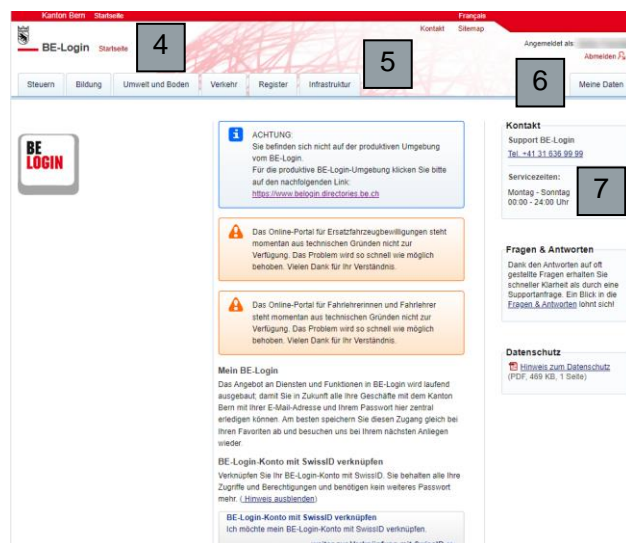 Kanton Bern Startseite
Français
Kontakt Sitemap
BE-Login Startseite
4
5
6
7
Angemeldet als:
Abmelden
Steuern Bildung Umwelt und Boden Verkehr Register Infrastruktur Meine Daten
BE
LOGIN
ACHTUNG:
Sie befinden sich nicht auf der produktiven Umgebung
vom BE-Login.
Für die produktive BE-Login-Umgebung klicken Sie bitte
auf den nachfolgenden Link:
https://www.belogin.directories.be.ch
Das Online-Portal für Ersatzfahrzeugbewilligungen steht
momentan aus technischen Gründen nicht zur
Verfügung. Das Problem wird so schnell wie möglich
behoben. Vielen Dank für Ihr Verständnis.
Das Online-Portal für Fahrlehrerinnen und Fahrlehrer
steht momentan aus technischen Gründen nicht zur
Verfügung. Das Problem wird so schnell wie möglich
behoben. Vielen Dank für Ihr Verständnis.
Mein BE-Login
Das Angebot an Diensten und Funktionen in BE-Login wird laufend
ausgebaut, damit Sie in Zukunft alle Ihre Geschäfte mit dem Kanton
Bern mit Ihrer E-Mail-Adresse und Ihrem Passwort hier zentral
erledigen können. Am besten speichern Sie diesen Zugang gleich bei
Ihren Favoriten ab und besuchen uns bei Ihrem nächsten Anliegen
wieder.
BE-Login-Konto mit SwissID verknüpfen
Verknüpfen Sie Ihr BE-Login-Konto mit SwissID. Sie behalten alle Ihre
Zugriffe und Berechtigungen und benötigen kein weiteres Passwort
mehr. ( Hinweis ausblenden)
BE-Login-Konto mit SwissID verknüpfen
Ich möchte mein BE-Login-Konto mit SwissID verknüpfen.
Kontakt
Support BE-Login
Tel. +41 31 636 99 99
Servicezeiten:
Montag - Sonntag
00:00 - 24:00 Uhr
Fragen & Antworten
Dank den Antworten auf oft
gestellte Fragen erhalten Sie
schneller Klarheit als durch eine
Supportanfrage. Ein Blick in die
Fragen & Antworten lohnt sich!
Datenschutz
Hinweis zum Datenschutz
(PDF, 469 KB, 1 Seite)